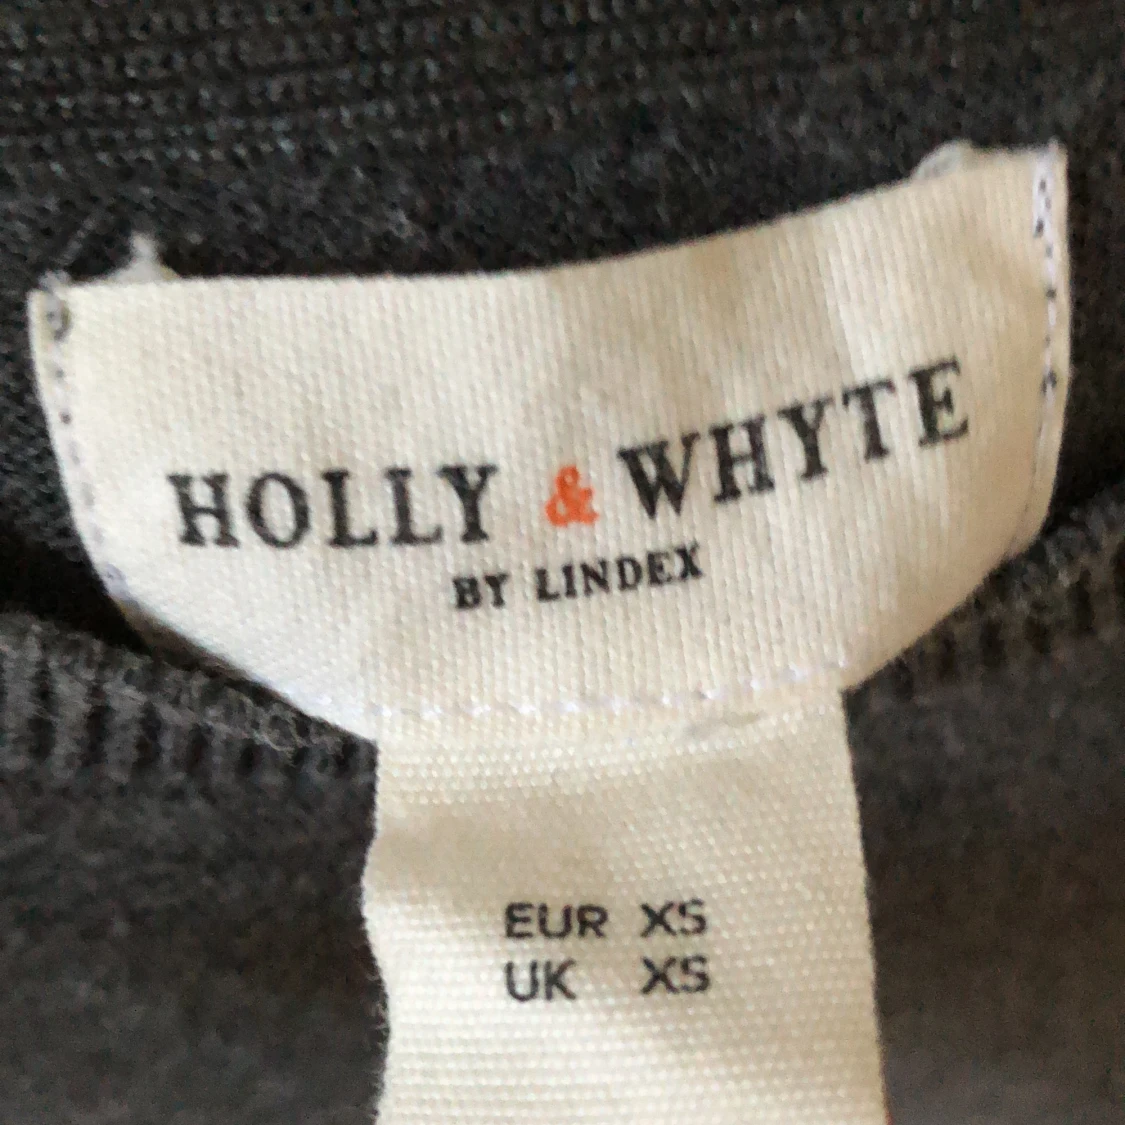 HOLLY & WHYTE
BY LINDEX
EUR XS
UK XS